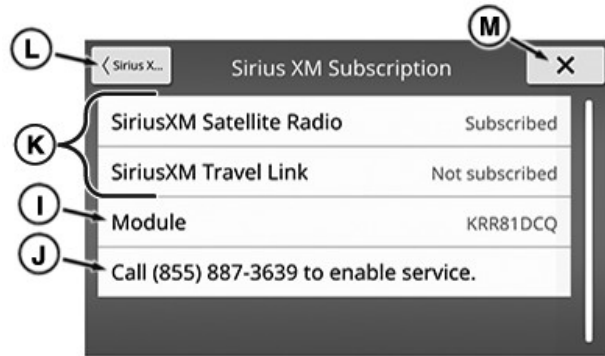 L
M
〈 Sirius X...
Sirius XM Subscription
X
K
SiriusXM Satellite Radio Subscribed
SiriusXM Travel Link Not subscribed
I
Module KRR81DCQ
J
Call (855) 887-3639 to enable service.